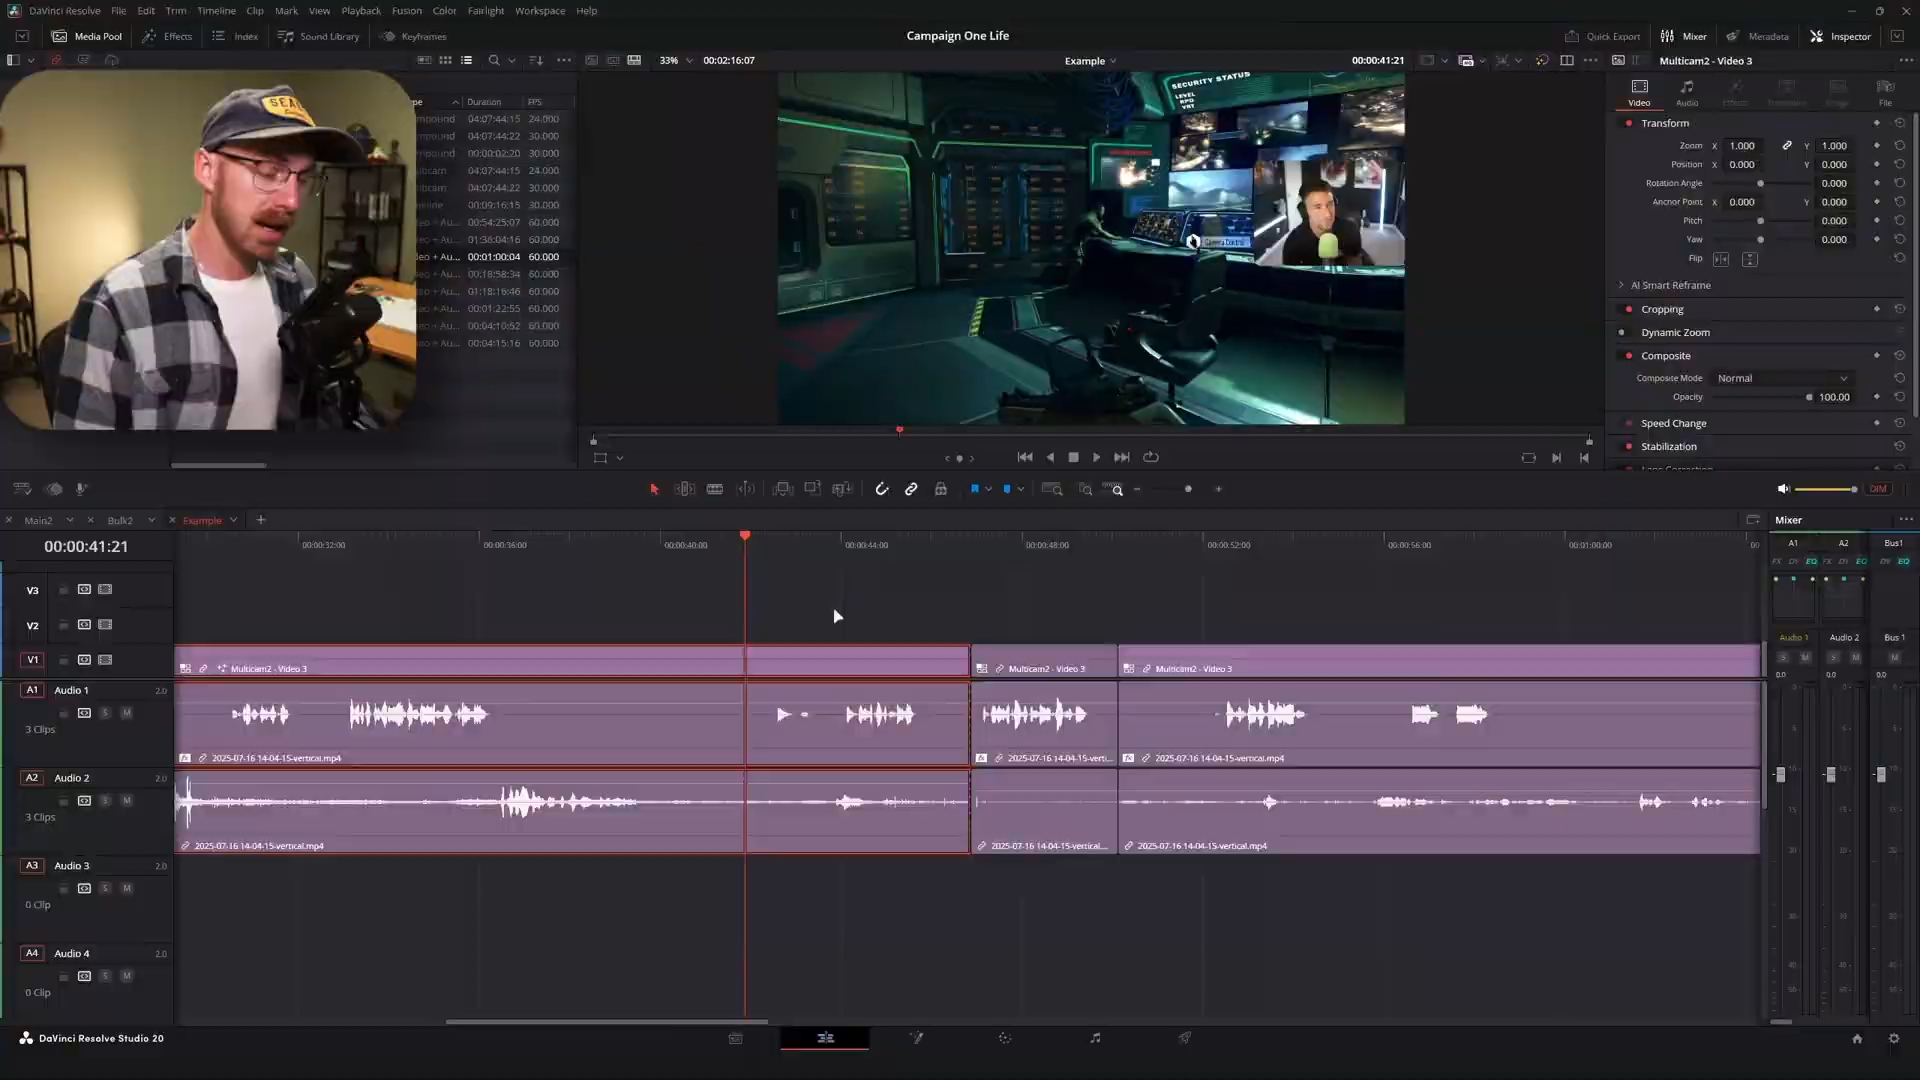 DaVinci Resolve File Edit Trim Timeline Clip Mark View Playback Fusion Color Fairlight Workspace Help
Media Pool Effects Index Sound Library Keyframes Campaign One Life Quick Export Mixer Metadata Inspector
33% 00:02:16:07 Example 00:00:41:21 Multicam2 - Video 3
Duration FPS
04:07:44:15 24.000
04:07:44:22 30.000
00:00:02:20 30.000
04:07:44:15 30.000
04:07:44:22 30.000
00:09:16:15 30.000
00:54:25:07 60.000
01:36:04:16 60.000
00:01:00:04 60.000
00:18:58:34 60.000
01:18:16:46 60.000
00:01:22:55 60.000
00:04:10:52 60.000
00:04:15:16 60.000
SECURITY STATUS
LEVEL
RPD
Camera Control
Video Audio Effects Transition Image File
Transform
Zoom X 1.000 Y 1.000
Position X 0.000 Y 0.000
Rotation Angle 0.000
Anchor Point X 0.000 Y 0.000
Pitch 0.000
Yaw 0.000
Flip
AI Smart Reframe
Cropping
Dynamic Zoom
Composite
Composite Mode Normal
Opacity 100.00
Speed Change
Stabilization
Lens Correction
DIM
Main2 Bulk2 Example Mixer
00:00:41:21 00:00:32:00 00:00:36:00 00:00:40:00 00:00:44:00 00:00:48:00 00:00:52:00 00:00:56:00 00:01:00:00
A1 A2 Bus1
FX DY EQ FX DY EQ DY EQ
V3
V2
Audio 1 Audio 2 Bus 1
S M S M M
0.0 0.0 0.0
V1 Multicam2 - Video 3 Multicam2 - Video 3 Multicam2 - Video 3
A1 Audio 1 2.0
S M
3 Clips
2025-07-16 14-04-15-vertical.mp4 2025-07-16 14-04-15-verti... 2025-07-16 14-04-15-vertical.mp4
A2 Audio 2 2.0
S M
3 Clips
2025-07-16 14-04-15-vertical.mp4 2025-07-16 14-04-15-vertical... 2025-07-16 14-04-15-vertical.mp4
A3 Audio 3 2.0
S M
0 Clip
A4 Audio 4 2.0
S M
0 Clip
DaVinci Resolve Studio 20